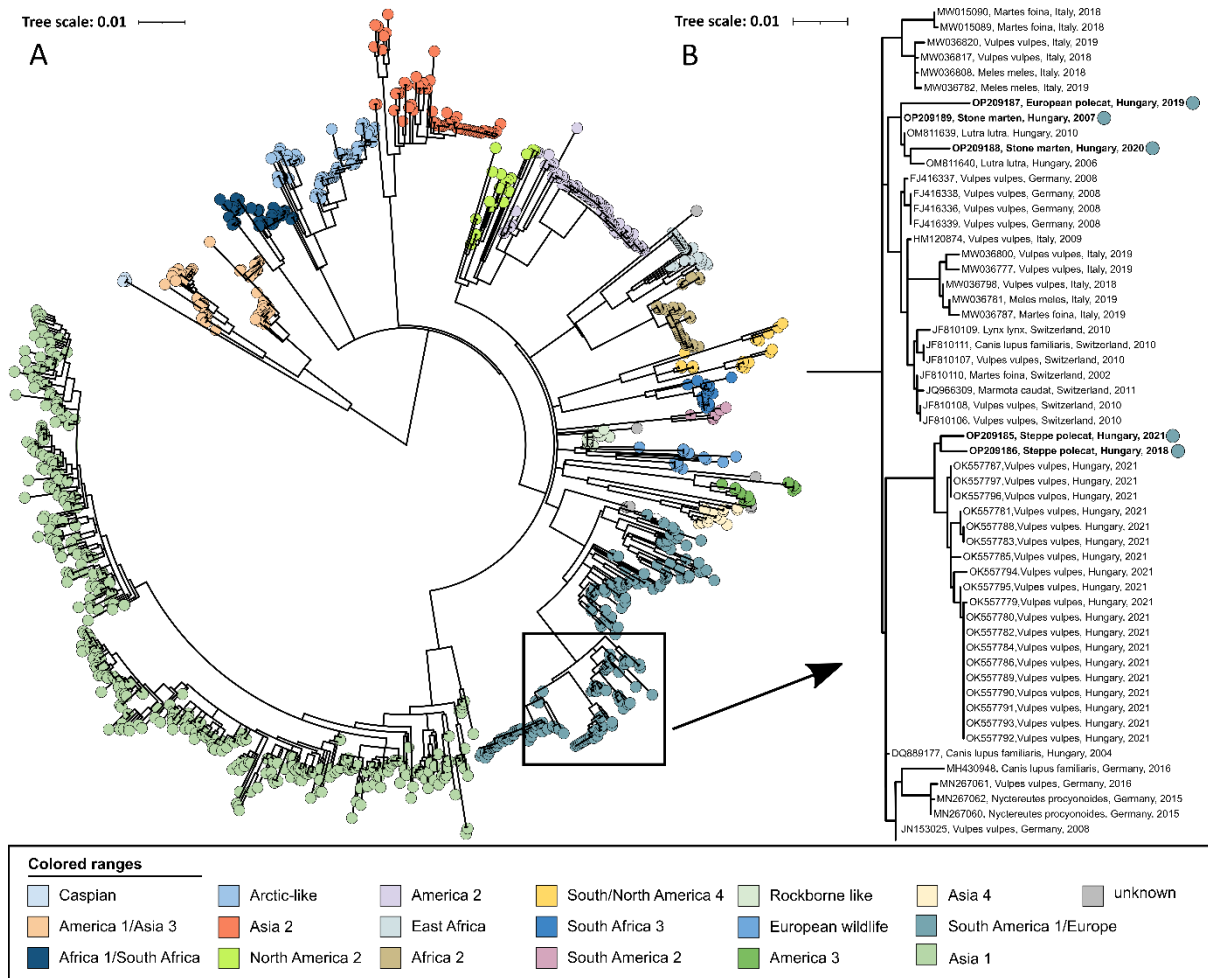 Tree scale: 0.01
A
Tree scale: 0.01
B
MW015090, Martes foina, Italy, 2018
MW015089, Martes foina, Italy. 2018
MW036820, Vulpes vulpes, Italy, 2019
MW036817, Vulpes vulpes, Italy, 2018
MW036808. Meles meles, Italy. 2018
MW036782, Meles meles, Italy, 2019
OP209187, European polecat, Hungary, 2019
OP209189, Stone marten, Hungary, 2007
OM811639, Lutra lutra. Hungary, 2010
OP209188, Stone marten, Hungary, 2020
OM811640, Lutra lutra, Hungary, 2006
FJ416337, Vulpes vulpes, Germany, 2008
FJ416338, Vulpes vulpes, Germany, 2008
FJ416336, Vulpes vulpes, Germany, 2008
FJ416339. Vulpes vulpes, Germany, 2008
HM120874, Vulpes vulpes, Italy, 2009
MW036800, Vulpes vulpes, Italy, 2019
MW036777. Vulpes vulpes, Italy, 2019
MW036798, Vulpes vulpes, Italy, 2018
MW036781, Meles meles, Italy, 2019
MW036787. Martes foina, Italy, 2019
JF810109. Lynx lynx, Switzerland, 2010
JF810111, Canis lupus familiaris, Switzerland, 2010
JF810107, Vulpes vulpes, Switzerland, 2010
JF810110, Martes foina, Switzerland, 2002
JQ966309, Marmota caudat, Switzerland, 2011
JF810108, Vulpes vulpes, Switzerland, 2010
JF810106, Vulpes vulpes, Switzerland, 2010
OP209185, Steppe polecat, Hungary, 2021
OP209186, Steppe polecat, Hungary, 2018
OK557787,Vulpes vulpes, Hungary, 2021
OK557797,Vulpes vulpes, Hungary, 2021
OK557796,Vulpes vulpes, Hungary, 2021
OK557781,Vulpes vulpes, Hungary, 2021
OK557788,Vulpes vulpes. Hungary, 2021
OK557783,Vulpes vulpes, Hungary, 2021
OK557785,Vulpes vulpes, Hungary, 2021
OK557794.Vulpes vulpes, Hungary, 2021
OK557795,Vulpes vulpes, Hungary, 2021
OK557779,Vulpes vulpes, Hungary, 2021
OK557780,Vulpes vulpes, Hungary, 2021
OK557782,Vulpes vulpes, Hungary, 2021
OK557784,Vulpes vulpes, Hungary, 2021
OK557786,Vulpes vulpes, Hungary, 2021
OK557789,Vulpes vulpes, Hungary, 2021
OK557790,Vulpes vulpes, Hungary, 2021
OK557791,Vulpes vulpes, Hungary, 2021
OK557793,Vulpes vulpes, Hungary, 2021
OK557792,Vulpes vulpes, Hungary, 2021
DQ889177, Canis lupus familiaris, Hungary, 2004
MH430948. Canis lupus familiaris, Germany, 2016
MN267061, Vulpes vulpes, Germany, 2016
MN267062, Nyctereutes procyonoides, Germany, 2015
MN267060, Nyctereutes procyonoides. Germany. 2015
JN153025, Vulpes vulpes, Germany, 2008
Colored ranges
Caspian
Arctic-like
America 2
South/North America 4
Rockborne like
Asia 4
unknown
America 1/Asia 3
Asia 2
East Africa
South Africa 3
European wildlife
South America 1/Europe
Africa 1/South Africa
North America 2
Africa 2
South America 2
America 3
Asia 1